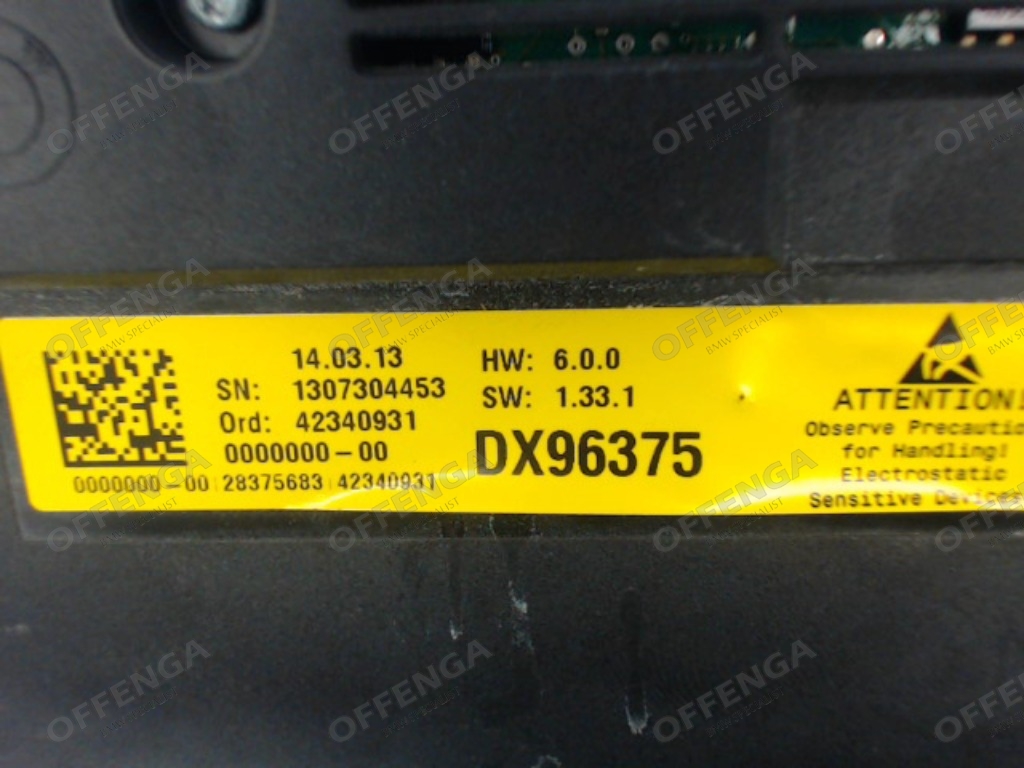 14.03.13
SN: 1307304453
Ord: 42340931
0000000-00
0000000-00 28375683 42340931
HW: 6.0.0
SW: 1.33.1
DX96375
ATTENTION!
Observe Precautio
for Handling!
Electrostatic
Sensitive Devices
OFFENGA
BMW SPECIALIST